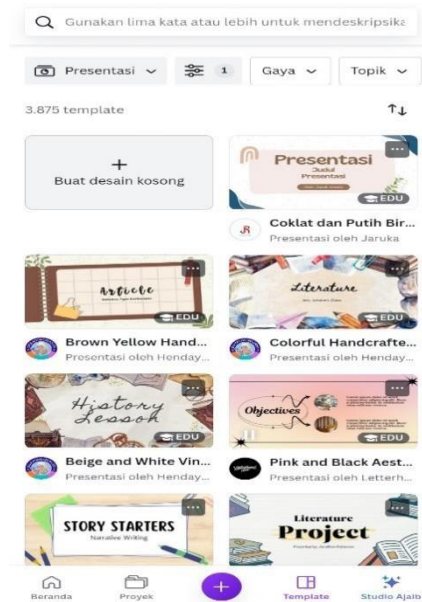 Gunakan lima kata atau lebih untuk mendeskripsika
Presentasi 1 Gaya Topik
3.875 template
Buat desain kosong
Presentasi
Judul
Presentasi
EDU
Coklat dan Putih Bir...
Presentasi oleh Jaruka
Article
EDU
Brown Yellow Hand...
Presentasi oleh Henday...
Literature
EDU
Colorful Handcrafte...
Presentasi oleh Henday...
History
Lesson
EDU
Beige and White Vin...
Presentasi oleh Henday...
Objectives
EDU
Pink and Black Aest...
Presentasi oleh Letterh...
STORY STARTERS
Narrative Writing
Literature
Project
Beranda Proyek Template Studio Ajaib